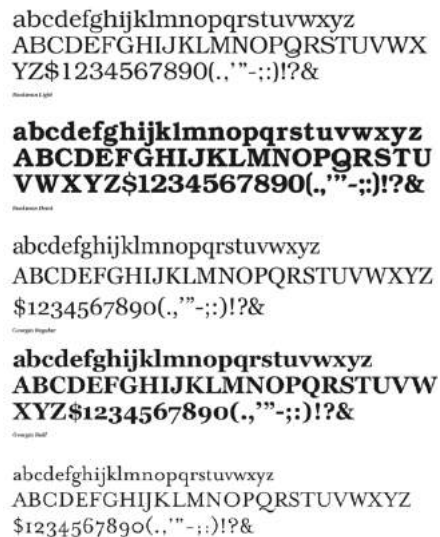 abcdefghijklmnopqrstuvwxyz
ABCDEFGHIJKLMNOPQRSTUVWX
YZ$1234567890(.,’”-;:)!?&
Bookman Light
abcdefghijklmnopqrstuvwxyz
ABCDEFGHIJKLMNOPQRSTU
VWXYZ$1234567890(.,’”-;:)!?&
Bookman Demi
abcdefghijklmnopqrstuvwxyz
ABCDEFGHIJKLMNOPQRSTUVWXYZ
$1234567890(.,’”-;:)!?&
Georgia Regular
abcdefghijklmnopqrstuvwxyz
ABCDEFGHIJKLMNOPQRSTUVW
XYZ$1234567890(.,’”-;:)!?&
Georgia Bold
abcdefghijklmnopqrstuvwxyz
ABCDEFGHIJKLMNOPQRSTUVWXYZ
$1234567890(.,’”-;:)!?&